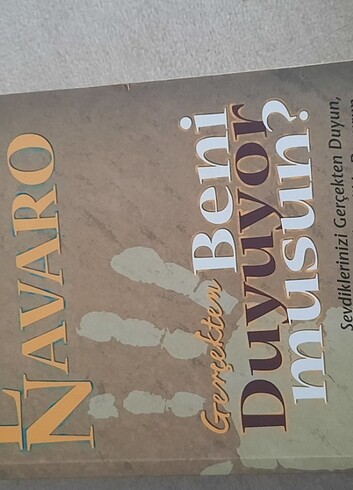 NAVARO
Gerçekten Beni
Duyuyor
musun?
Sevdiklerinizi Gerçekten Duyun,